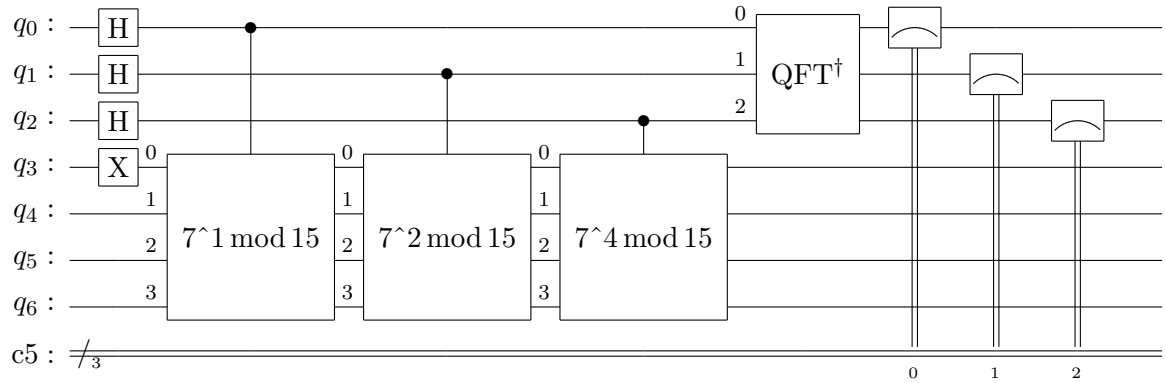 q₀ : H 0
q₁ : H 1 QFT†
q₂ : H 2
q₃ : X 0 0 0
q₄ : 1 1 1
7^1 mod 15 7^2 mod 15 7^4 mod 15
q₅ : 2 2 2
q₆ : 3 3 3
c5 : 3
0 1 2